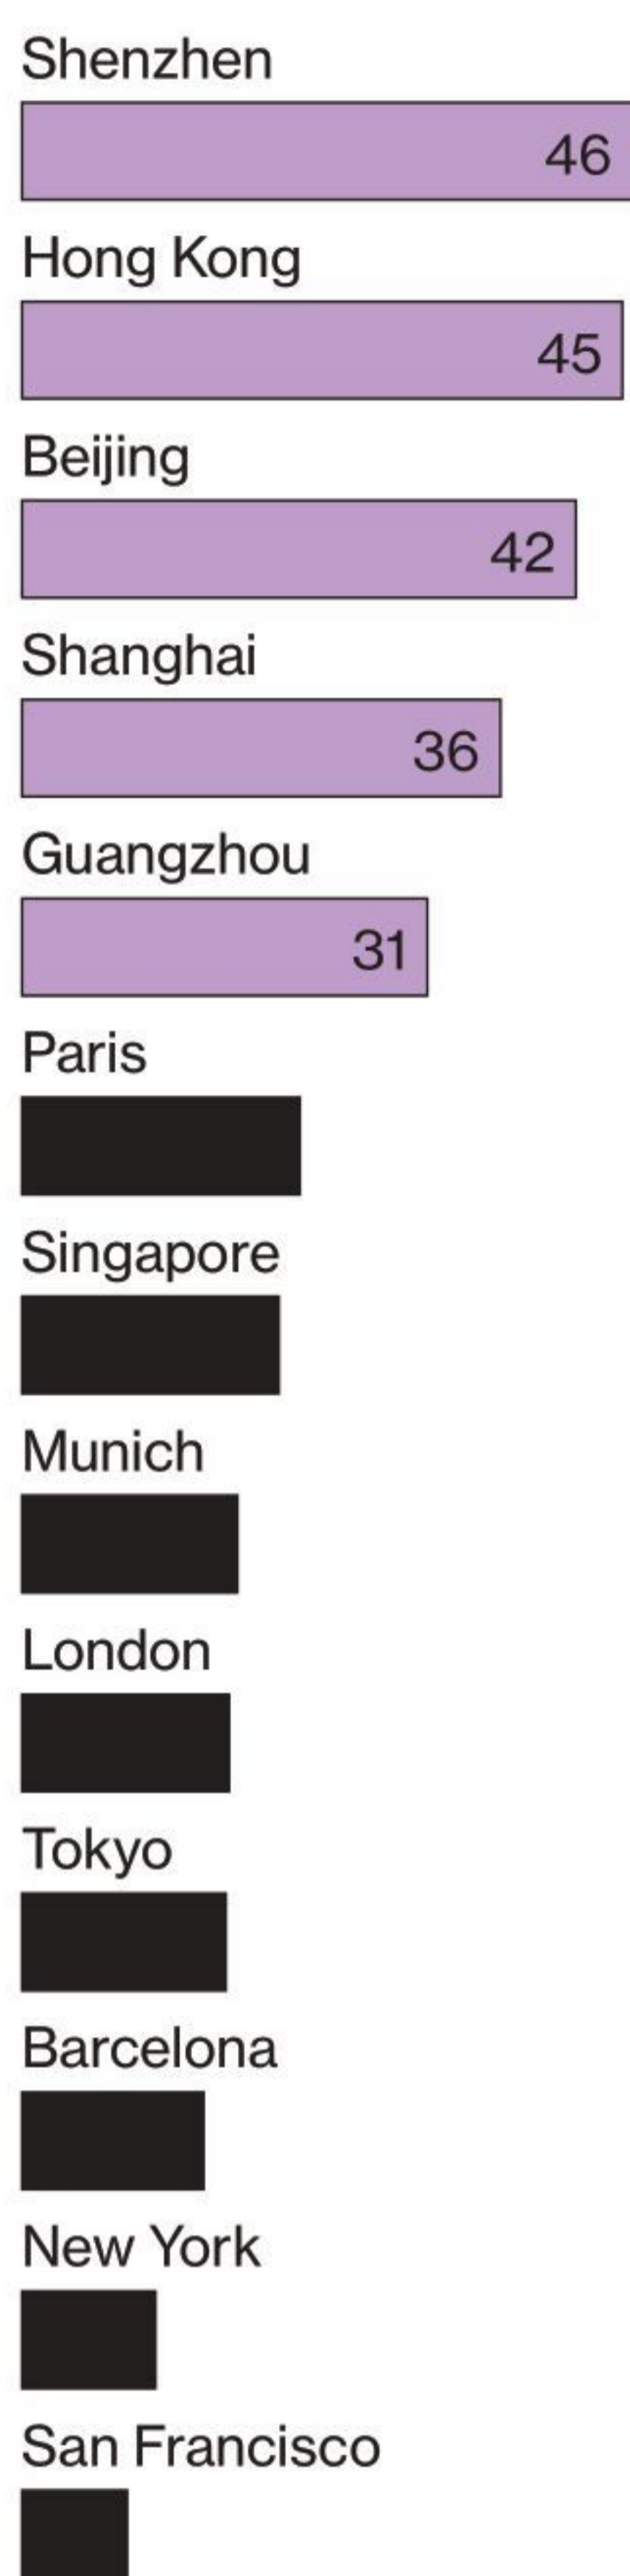 Shenzhen
46
Hong Kong
45
Beijing
42
Shanghai
36
Guangzhou
31
Paris
Singapore
Munich
London
Tokyo
Barcelona
New York
San Francisco